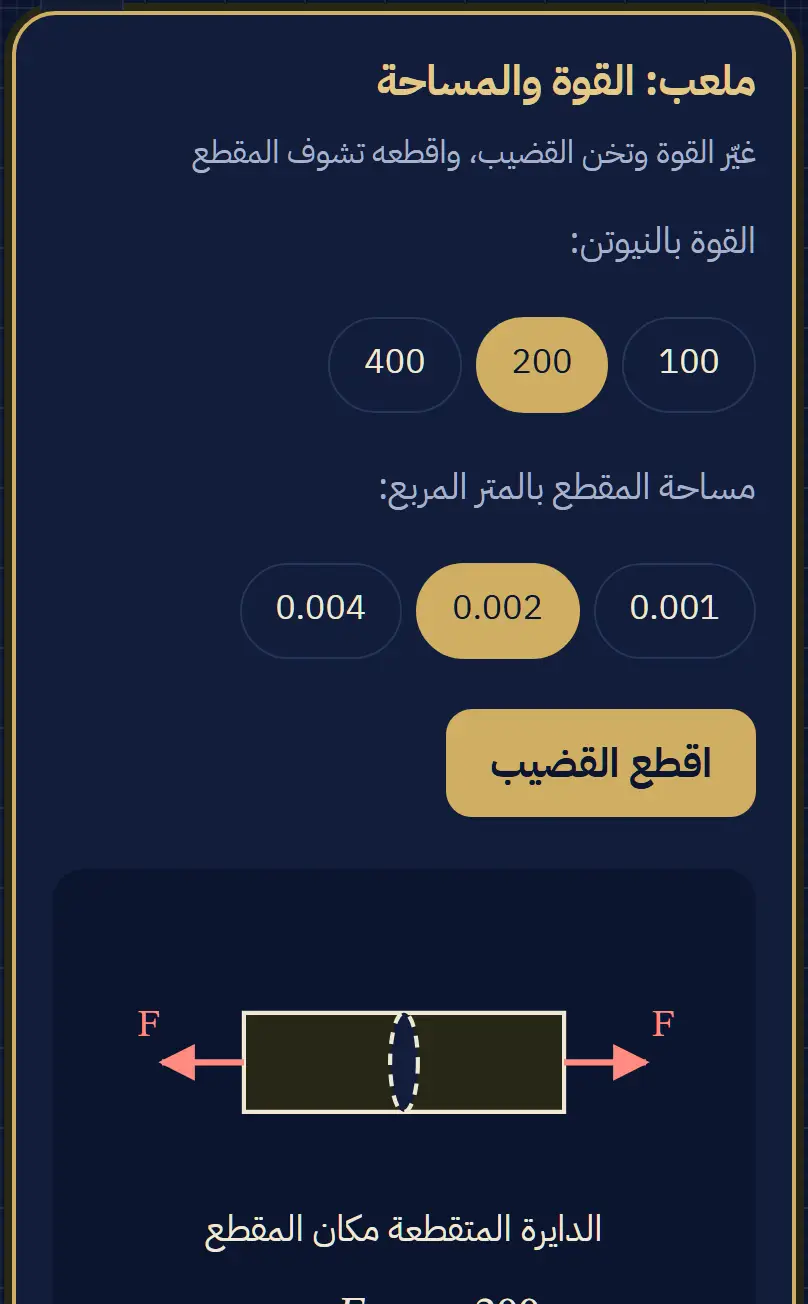 ملعب: القوة والمساحة
غيّر القوة وتخن القضيب، واقطعه تشوف المقطع
القوة بالنيوتن:
100 200 400
مساحة المقطع بالمتر المربع:
0.001 0.002 0.004
اقطع القضيب
F F
الدايرة المتقطعة مكان المقطع